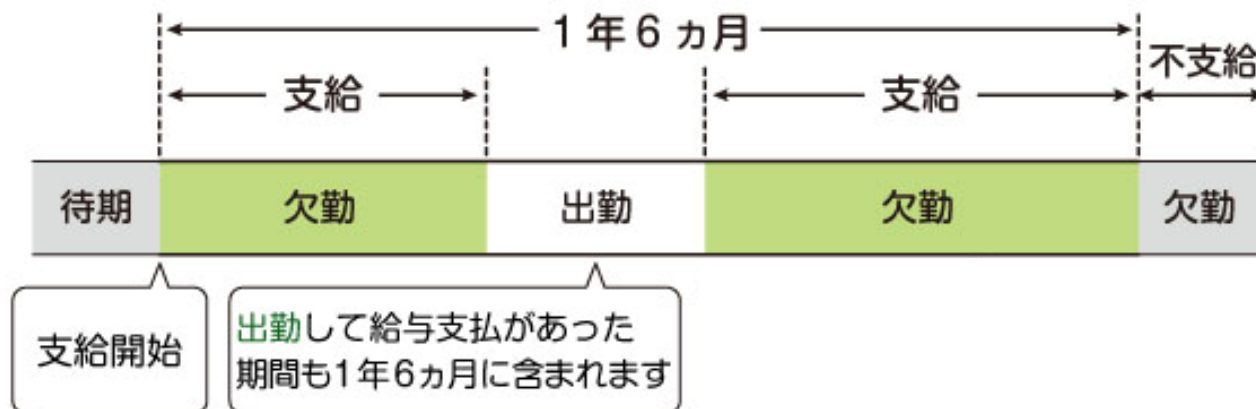 1年6ヵ月
支給
支給
不支給
待期
欠勤
出勤
欠勤
欠勤
支給開始
出勤して給与支払があった
期間も1年6ヵ月に含まれます